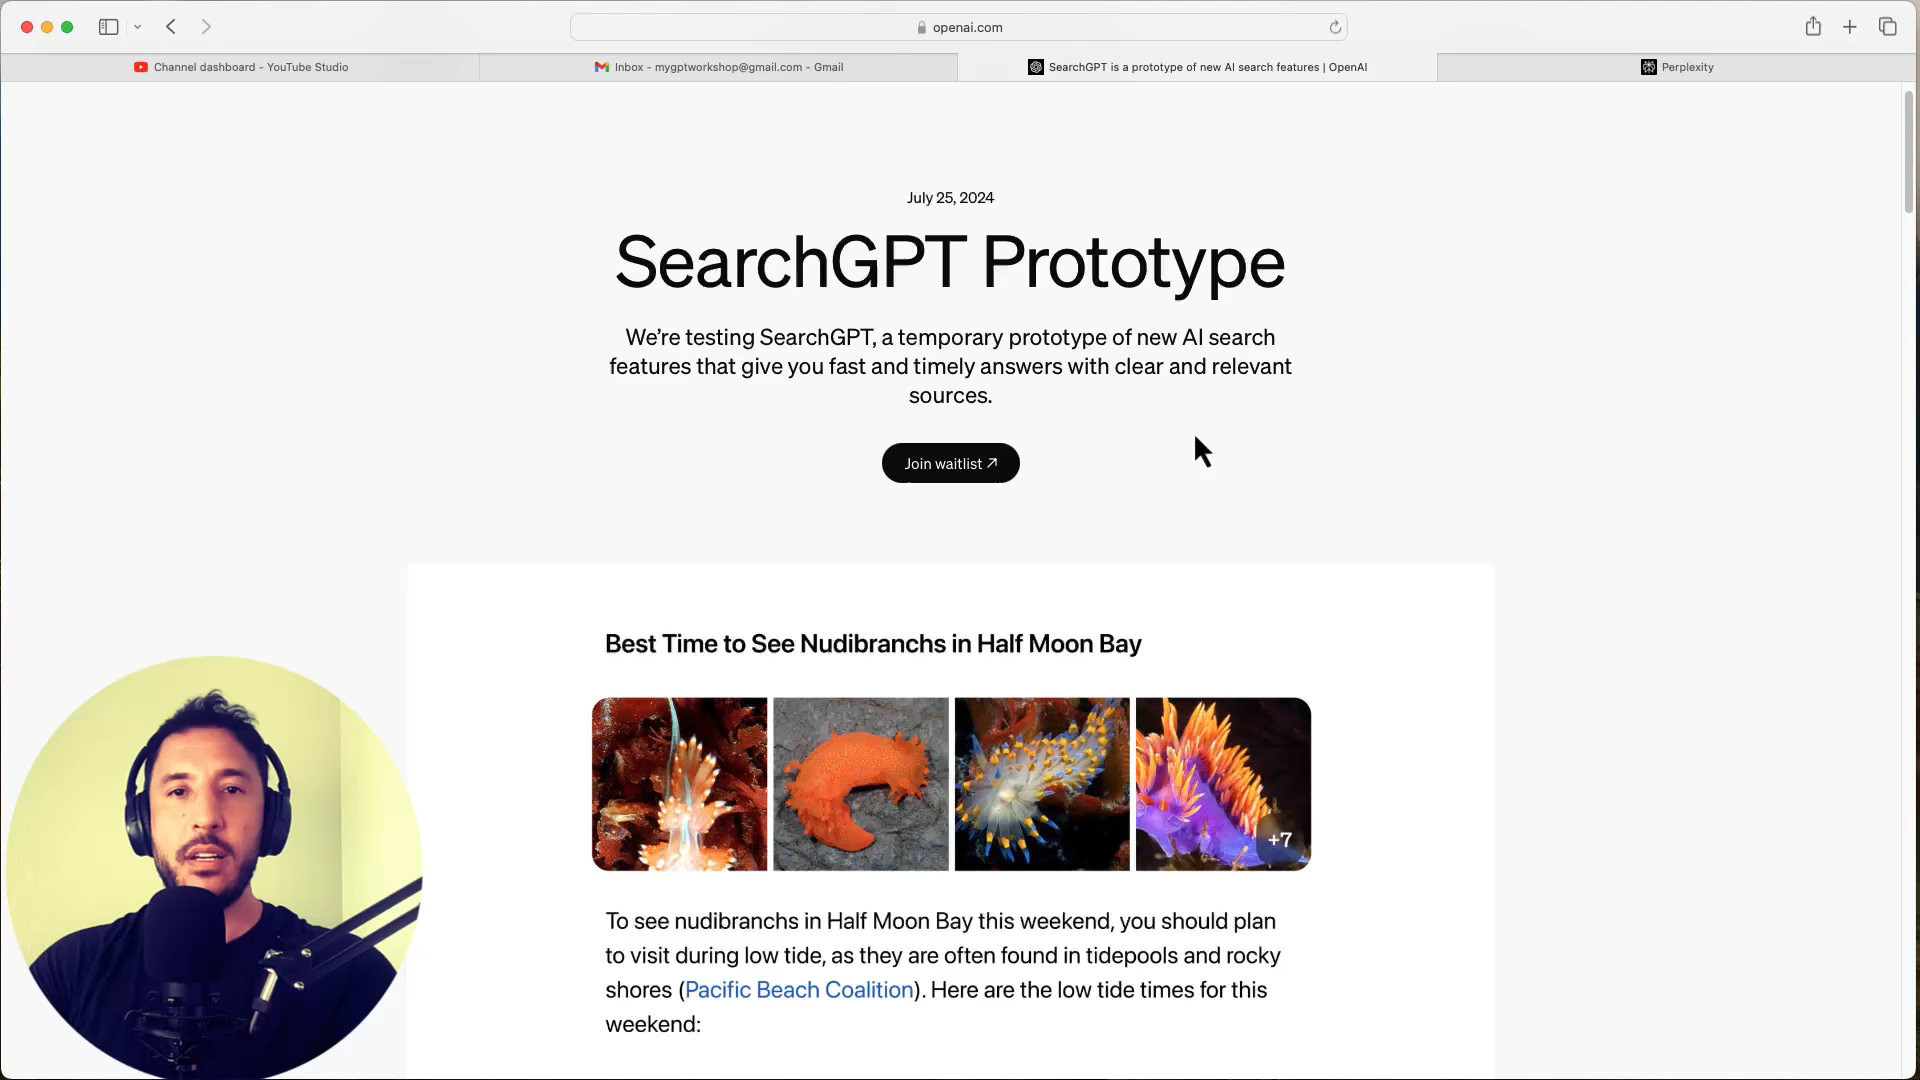 openai.com
Channel dashboard - YouTube Studio
Inbox - mygptworkshop@gmail.com - Gmail
SearchGPT is a prototype of new AI search features | OpenAI
Perplexity
July 25, 2024
SearchGPT Prototype
We’re testing SearchGPT, a temporary prototype of new AI search
features that give you fast and timely answers with clear and relevant
sources.
Join waitlist ↗
Best Time to See Nudibranchs in Half Moon Bay
+7
To see nudibranchs in Half Moon Bay this weekend, you should plan
to visit during low tide, as they are often found in tidepools and rocky
shores (Pacific Beach Coalition). Here are the low tide times for this
weekend: